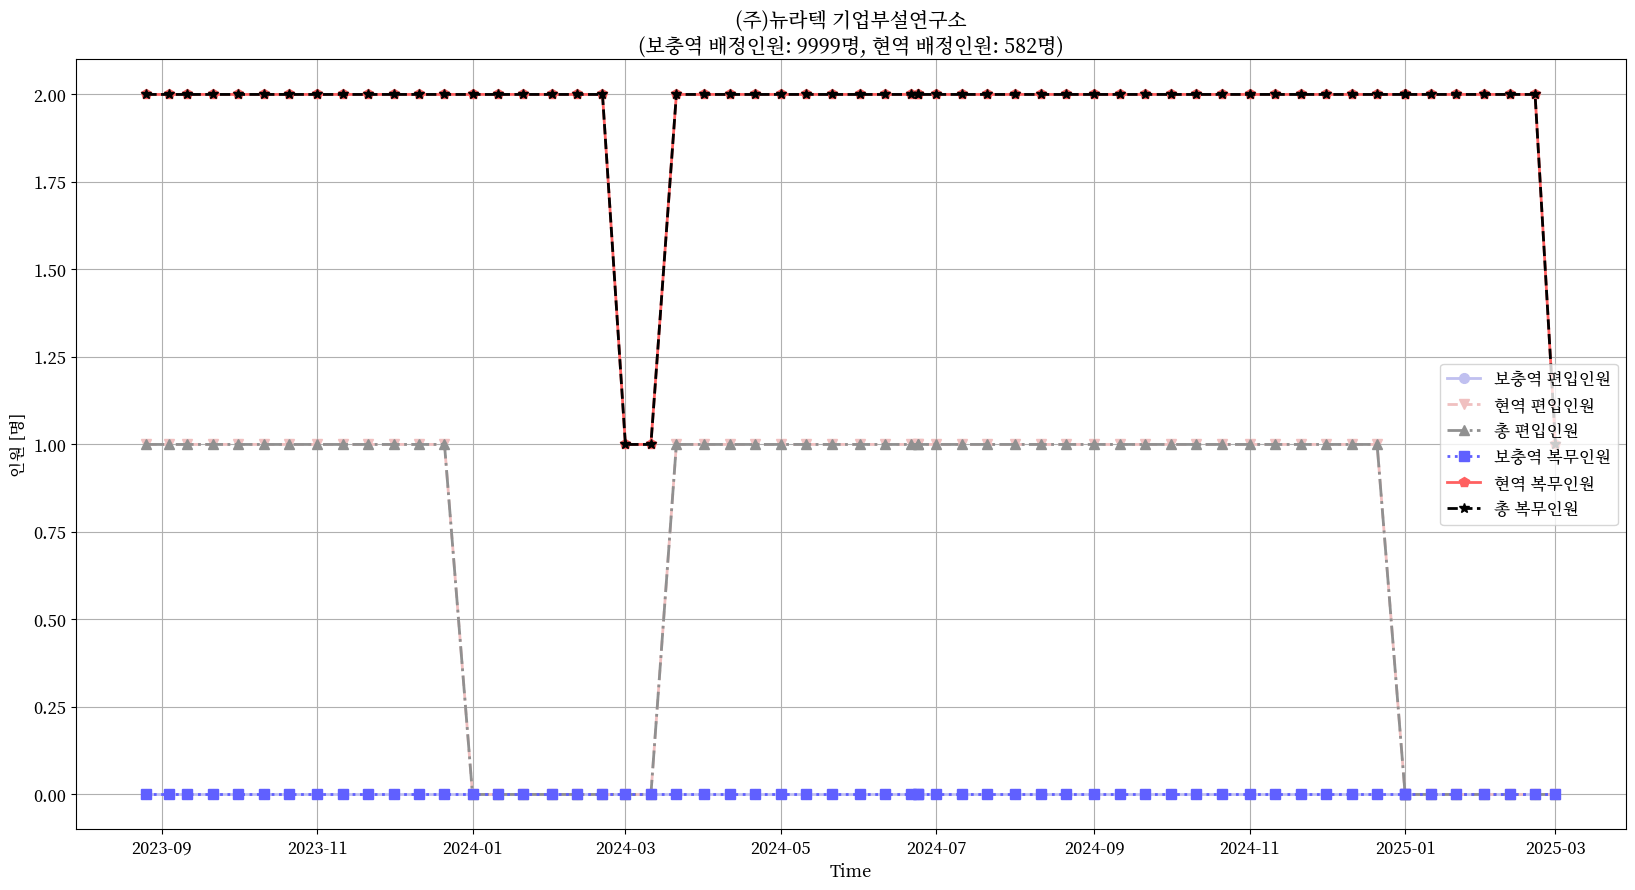 (주)뉴라텍 기업부설연구소
(보충역 배정인원: 9999명, 현역 배정인원: 582명)
인원 [명]
2.00
1.75
1.50
1.25
1.00
0.75
0.50
0.25
0.00
보충역 편입인원
현역 편입인원
총 편입인원
보충역 복무인원
현역 복무인원
총 복무인원
2023-09 2023-11 2024-01 2024-03 2024-05 2024-07 2024-09 2024-11 2025-01 2025-03
Time